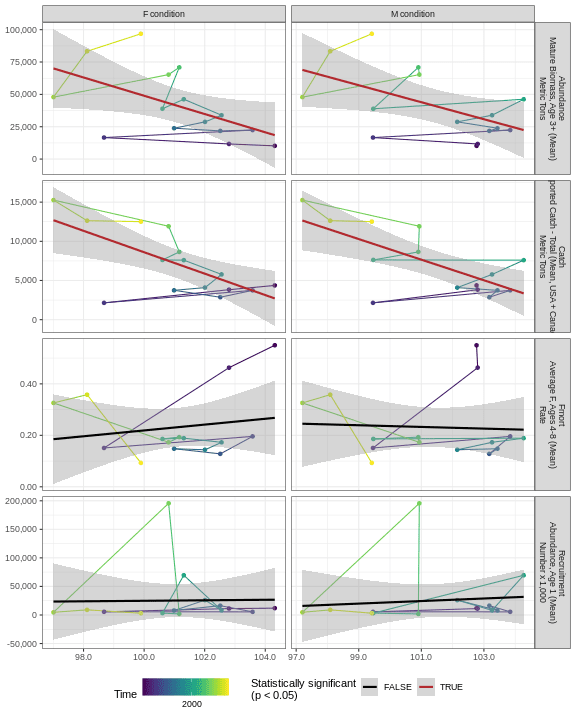 F condition
M condition
100,000
75,000
50,000
25,000
0
Abundance
Mature Biomass, Age 3+ (Mean)
Metric Tons
15,000
10,000
5,000
0
Catch
Catch - Total (Mean, USA +
Metric Tons
0.40
0.20
0.00
Fmort
Average F, Ages 4-8 (Mean)
Rate
200,000
150,000
100,000
50,000
0
-50,000
Recruitment
Abundance, Age 1 (Mean)
Number x 1,000
98.0
100.0
102.0
104.0
97.0
99.0
101.0
103.0
Time
2000
Statistically significant
(p < 0.05)
FALSE
TRUE